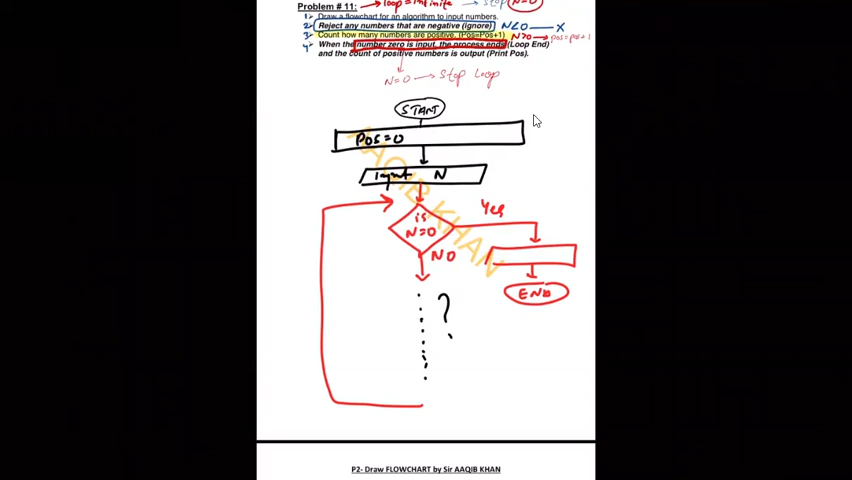 Problem # 11: → loop = infinite → stop N=0
1- Draw a flowchart for an algorithm to input numbers.
2- Reject any numbers that are negative (ignore) N<0 — X
3- Count how many numbers are positive. (Pos=Pos+1) N>0 → pos=pos+1
4- When the number zero is input, the process ends (Loop End)
and the count of positive numbers is output (Print Pos).
N=0 → Stop Loop
START
Pos=0
input N
AAQIB KHAN
Yes
is
N=0
NO
END
?
P2- Draw FLOWCHART by Sir AAQIB KHAN